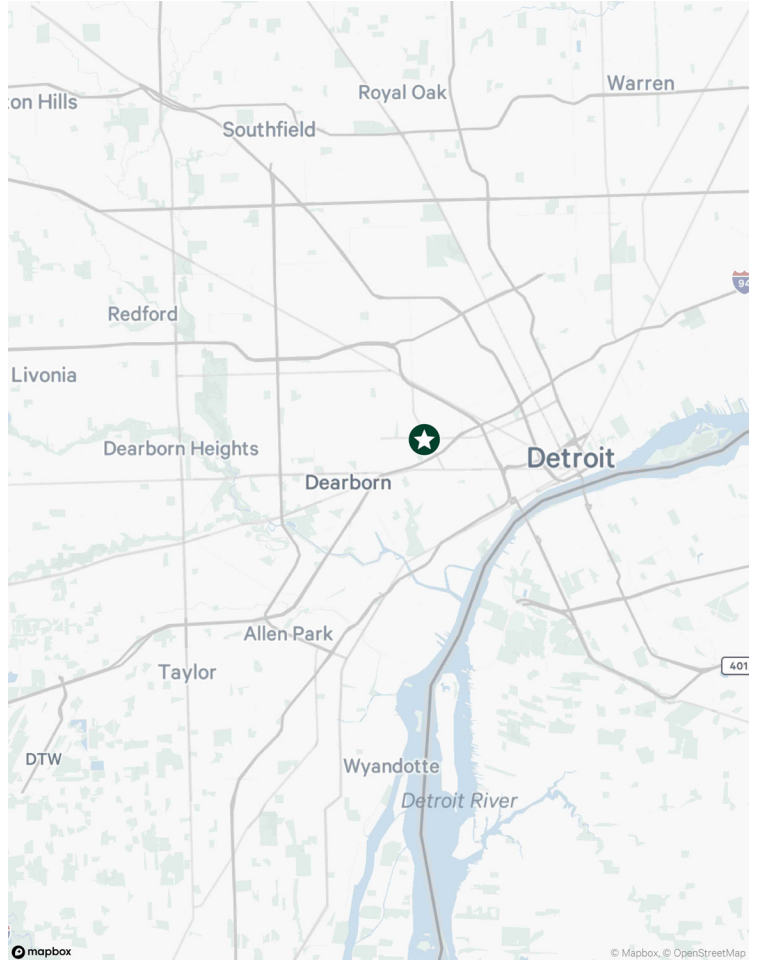 Warren
Royal Oak
ton Hills
Southfield
94
Redford
Livonia
Dearborn Heights
Detroit
Dearborn
Allen Park
401
Taylor
DTW
Wyandotte
Detroit River
mapbox
© Mapbox, © OpenStreetMap